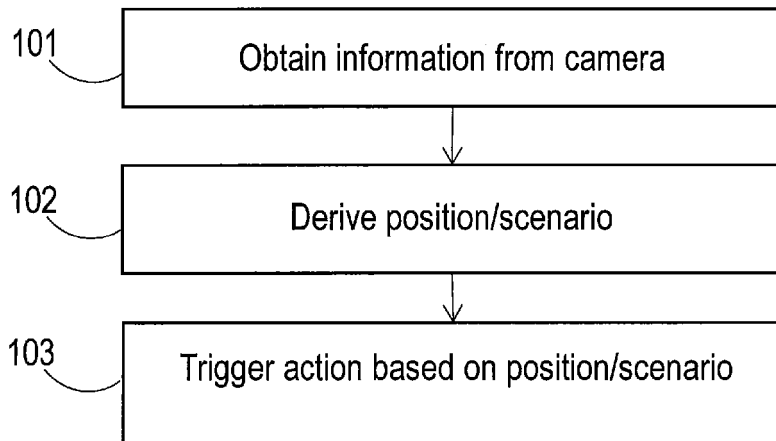 101
Obtain information from camera
102
Derive position/scenario
103
Trigger action based on position/scenario